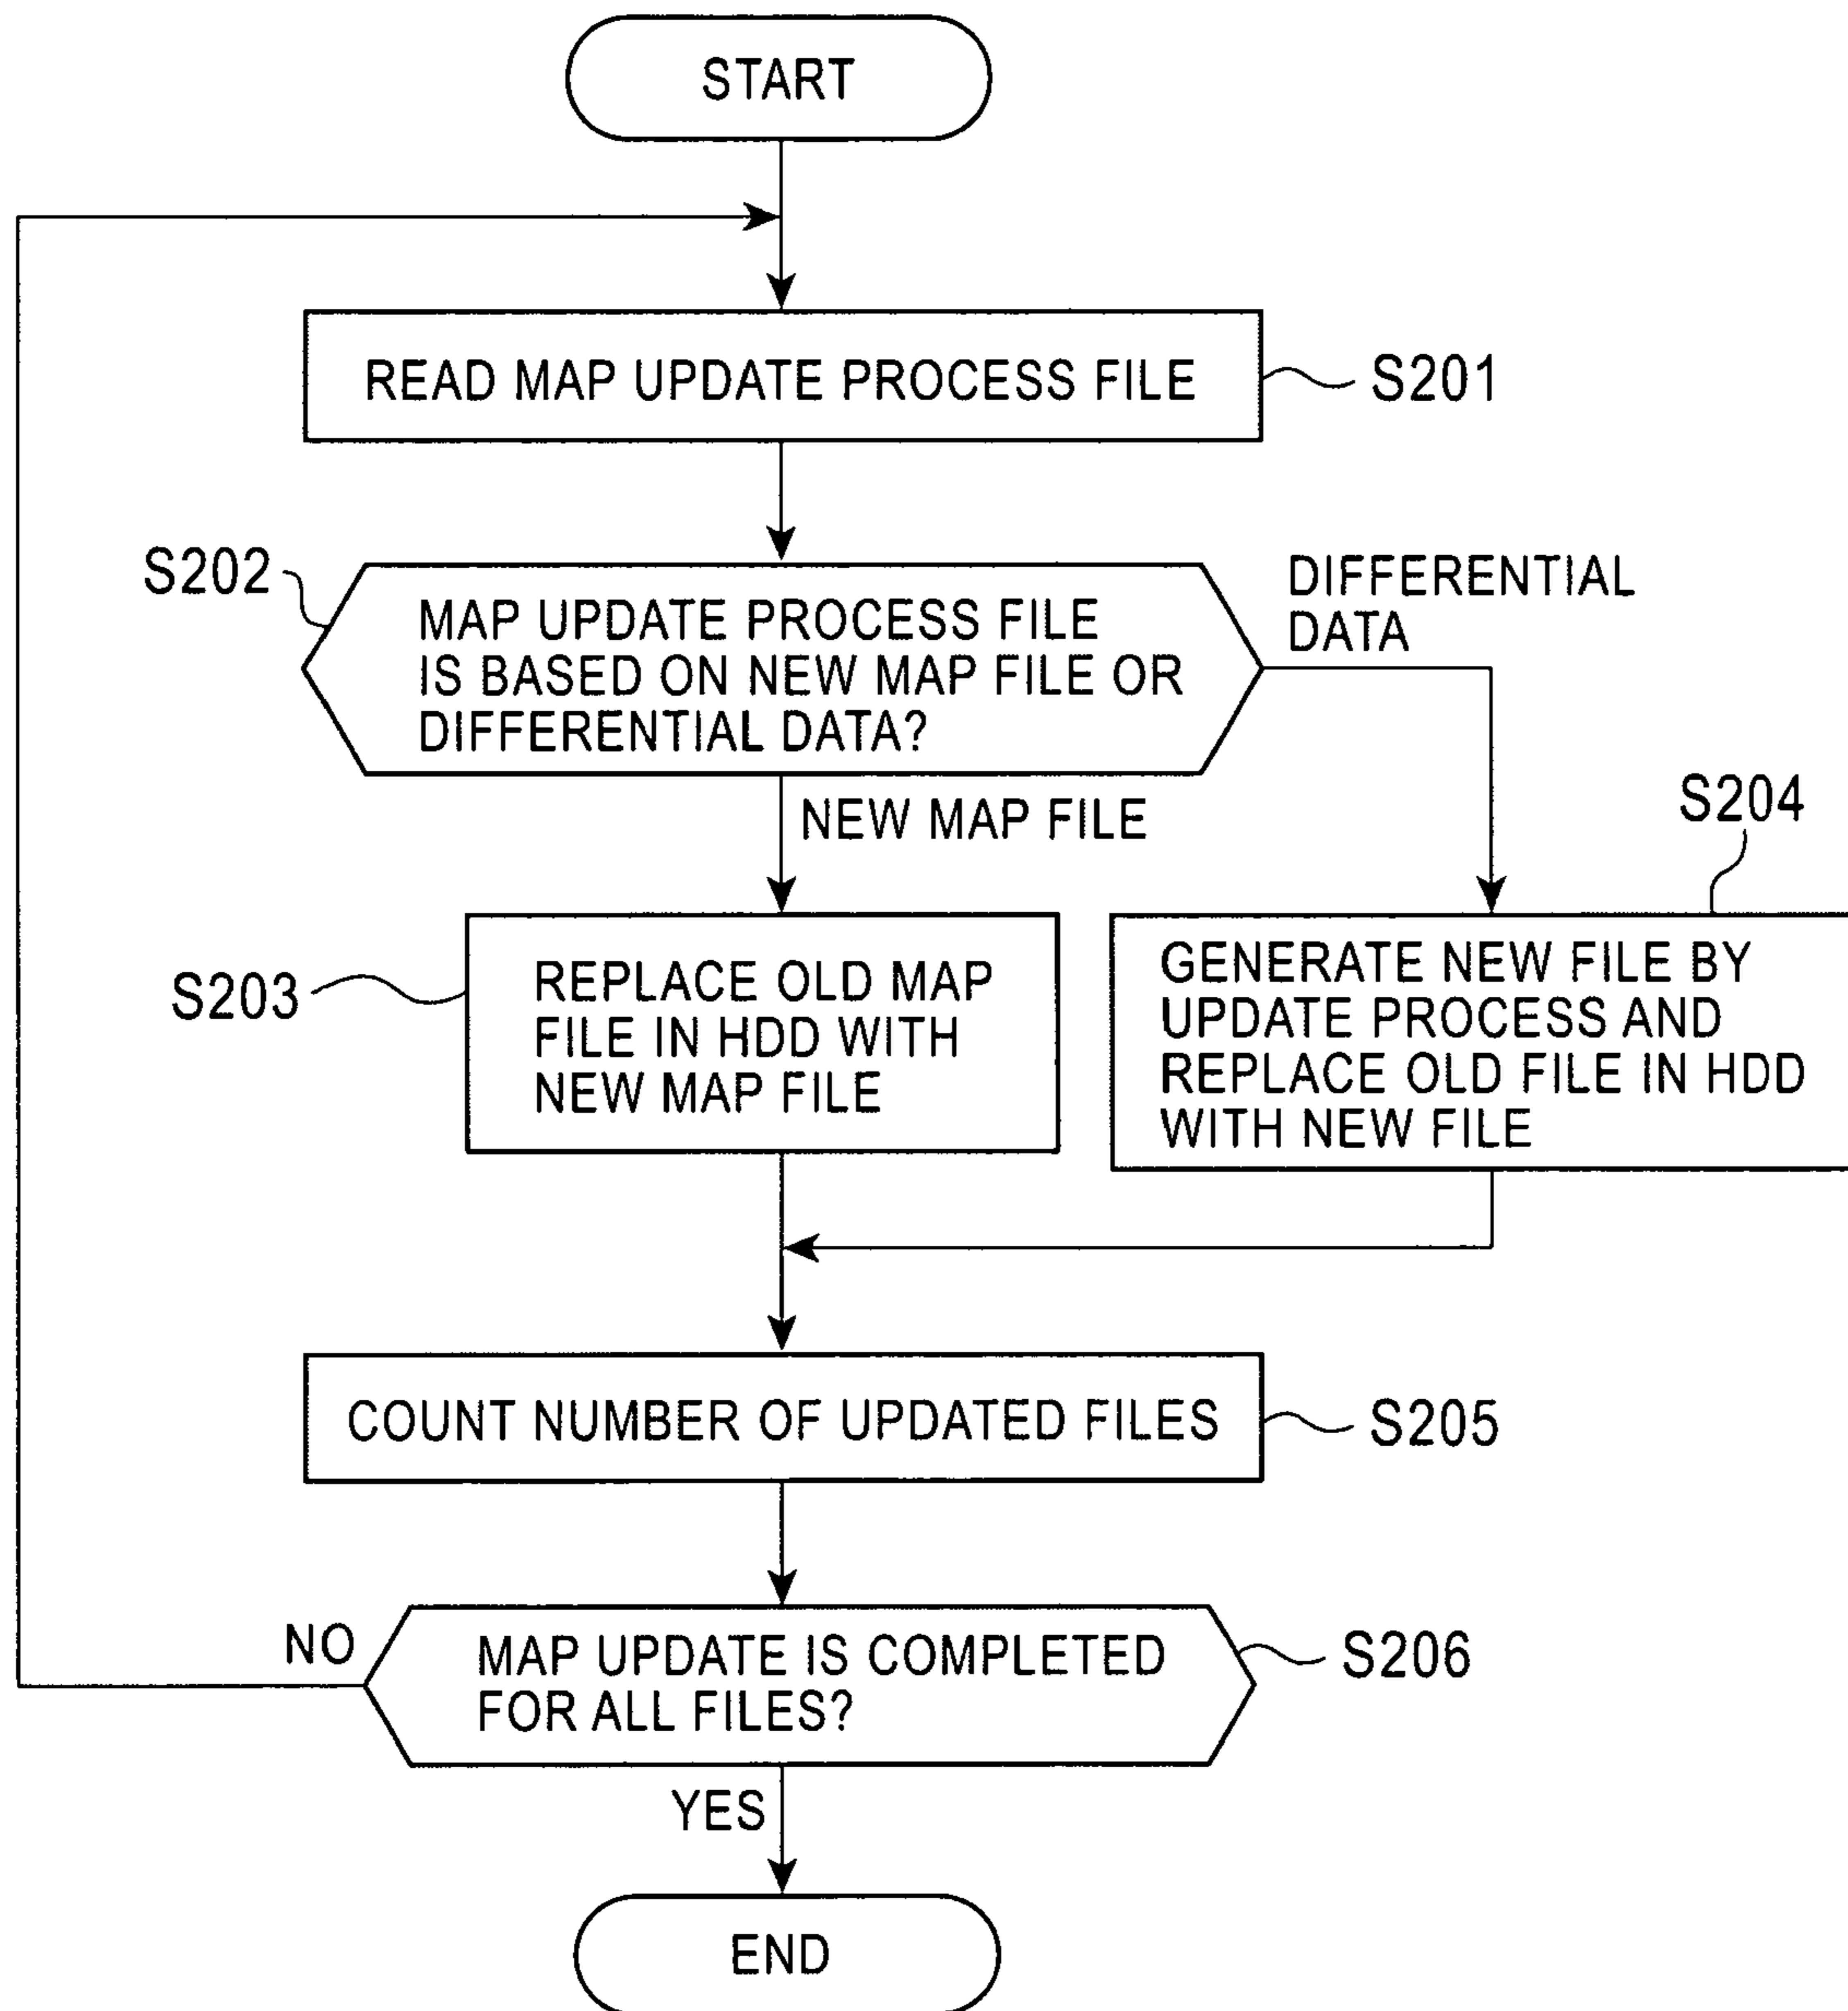 START
READ MAP UPDATE PROCESS FILE
S201
S202
MAP UPDATE PROCESS FILE
IS BASED ON NEW MAP FILE OR
DIFFERENTIAL DATA?
DIFFERENTIAL
DATA
NEW MAP FILE
S204
S203
REPLACE OLD MAP
FILE IN HDD WITH
NEW MAP FILE
GENERATE NEW FILE BY
UPDATE PROCESS AND
REPLACE OLD FILE IN HDD
WITH NEW FILE
COUNT NUMBER OF UPDATED FILES
S205
NO
MAP UPDATE IS COMPLETED
FOR ALL FILES?
S206
YES
END